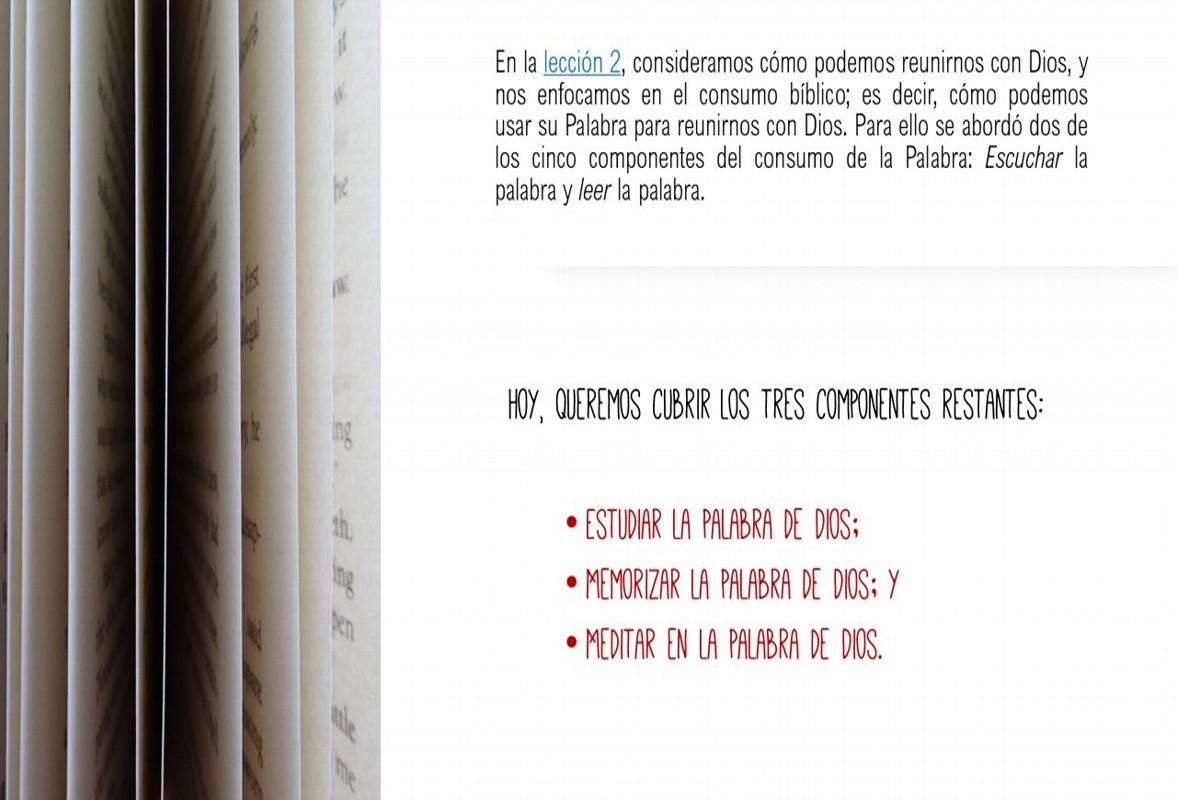 En la lección 2, consideramos cómo podemos reunirnos con Dios, y
nos enfocamos en el consumo bíblico; es decir, cómo podemos
usar su Palabra para reunirnos con Dios. Para ello se abordó dos de
los cinco componentes del consumo de la Palabra: Escuchar la
palabra y leer la palabra.
HOY, QUEREMOS CUBRIR LOS TRES COMPONENTES RESTANTES:
• ESTUDIAR LA PALABRA DE DIOS;
• MEMORIZAR LA PALABRA DE DIOS; Y
• MEDITAR EN LA PALABRA DE DIOS.